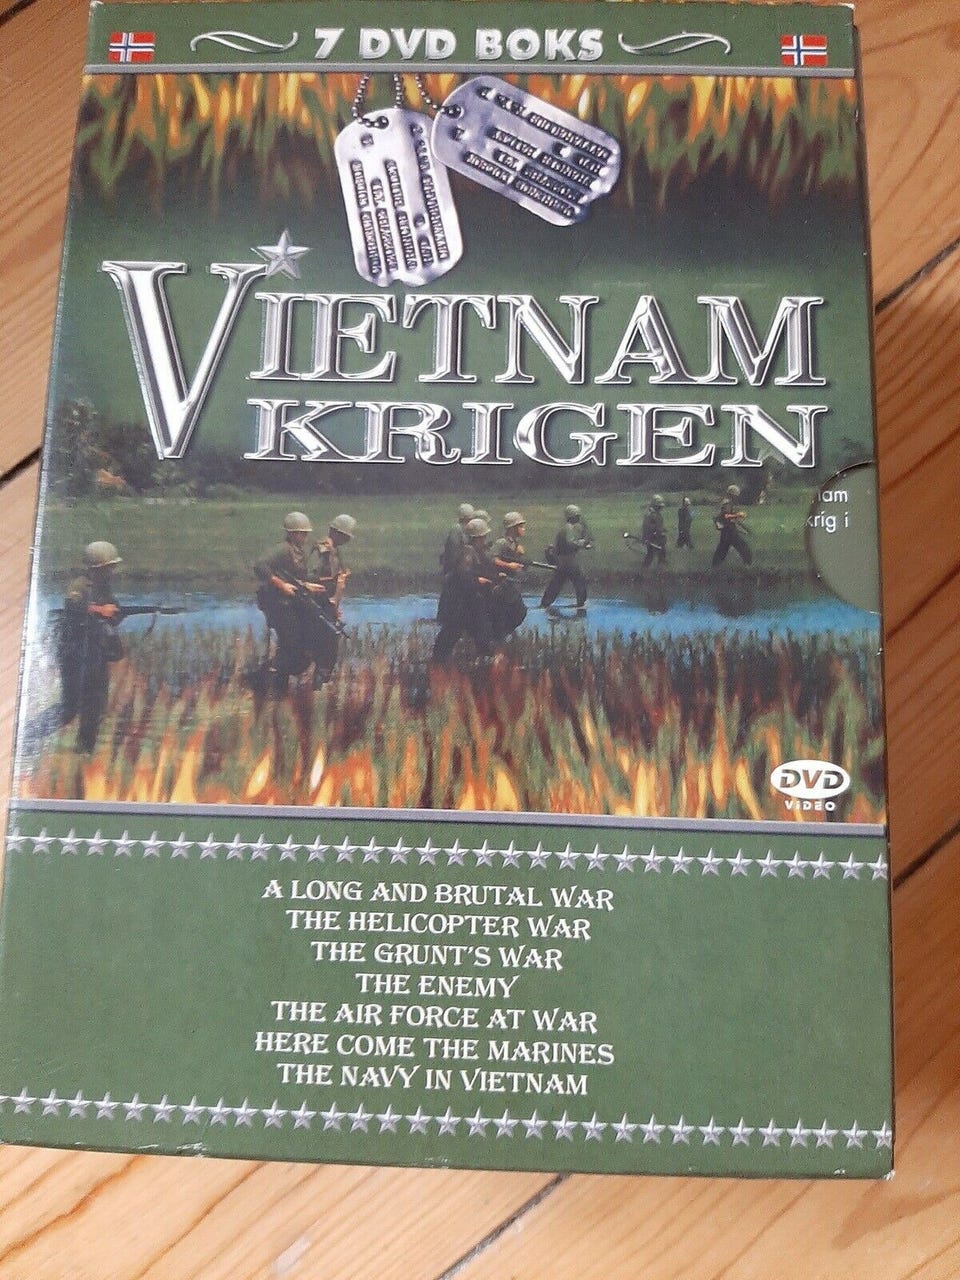 7 DVD BOKS
VIETNAM
KRIGEN
krig i
DVD
VIDEO
A LONG AND BRUTAL WAR
THE HELICOPTER WAR
THE GRUNT'S WAR
THE ENEMY
THE AIR FORCE AT WAR
HERE COME THE MARINES
THE NAVY IN VIETNAM